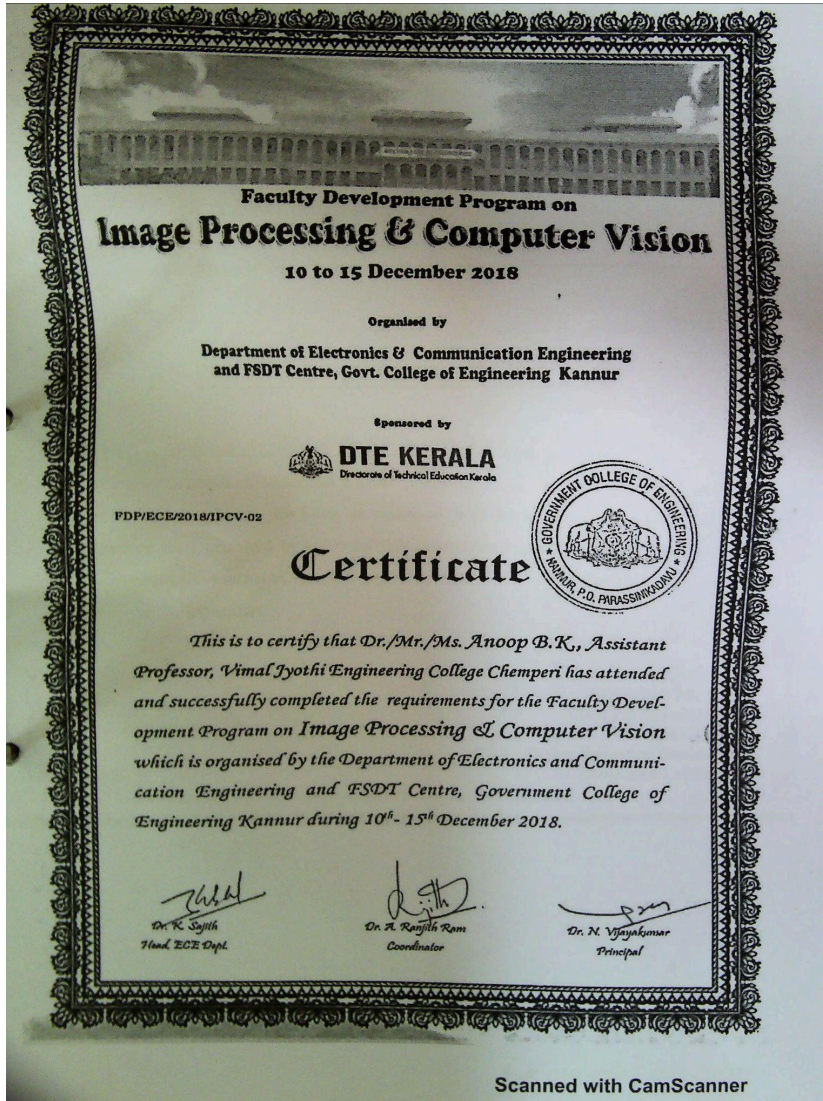 Faculty Development Program on
Image Processing & Computer Vision
10 to 15 December 2018
Organised by
Department of Electronics & Communication Engineering
and FSDT Centre, Govt. College of Engineering Kannur
Sponsored by
DTE KERALA
Directorate of Technical Education Kerala
FDP/ECE/2018/IPCV-02
GOVERNMENT COLLEGE OF ENGINEERING
* KANNUR, P.O. PARASSINIKADAVU *
Certificate
This is to certify that Dr./Mr./Ms. Anoop B.K., Assistant
Professor, Vimal Jyothi Engineering College Chemperi has attended
and successfully completed the requirements for the Faculty Devel-
opment Program on Image Processing & Computer Vision
which is organised by the Department of Electronics and Communi-
cation Engineering and FSDT Centre, Government College of
Engineering Kannur during 10th- 15th December 2018.
Dr. K. Sajith
Head, ECE Dept.
Dr. A. Ranjith Ram
Coordinator
Dr. N. Vijayakumar
Principal
Scanned with CamScanner